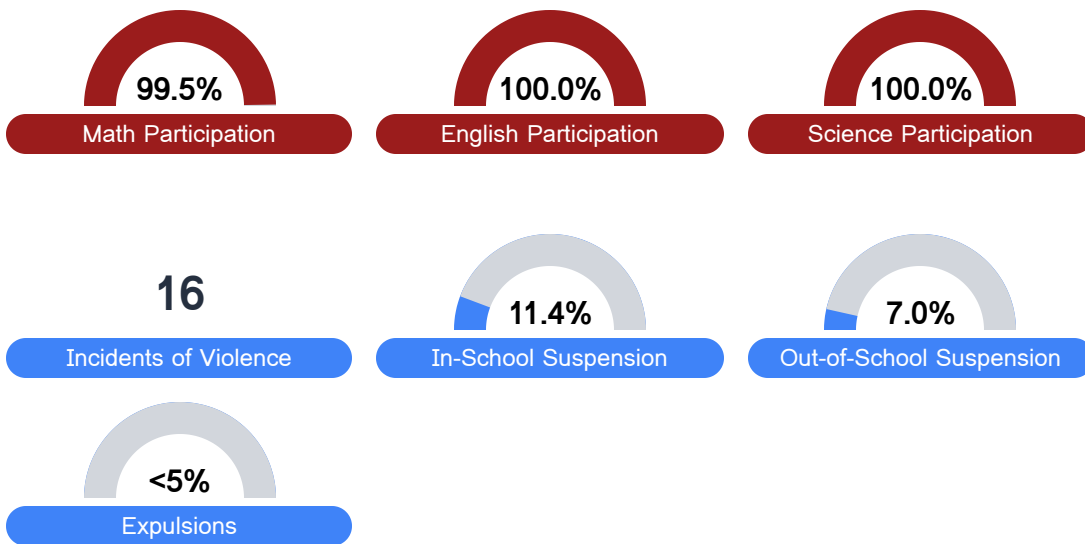 99.5%
Math Participation
100.0%
English Participation
100.0%
Science Participation
16
Incidents of Violence
11.4%
In-School Suspension
7.0%
Out-of-School Suspension
<5%
Expulsions